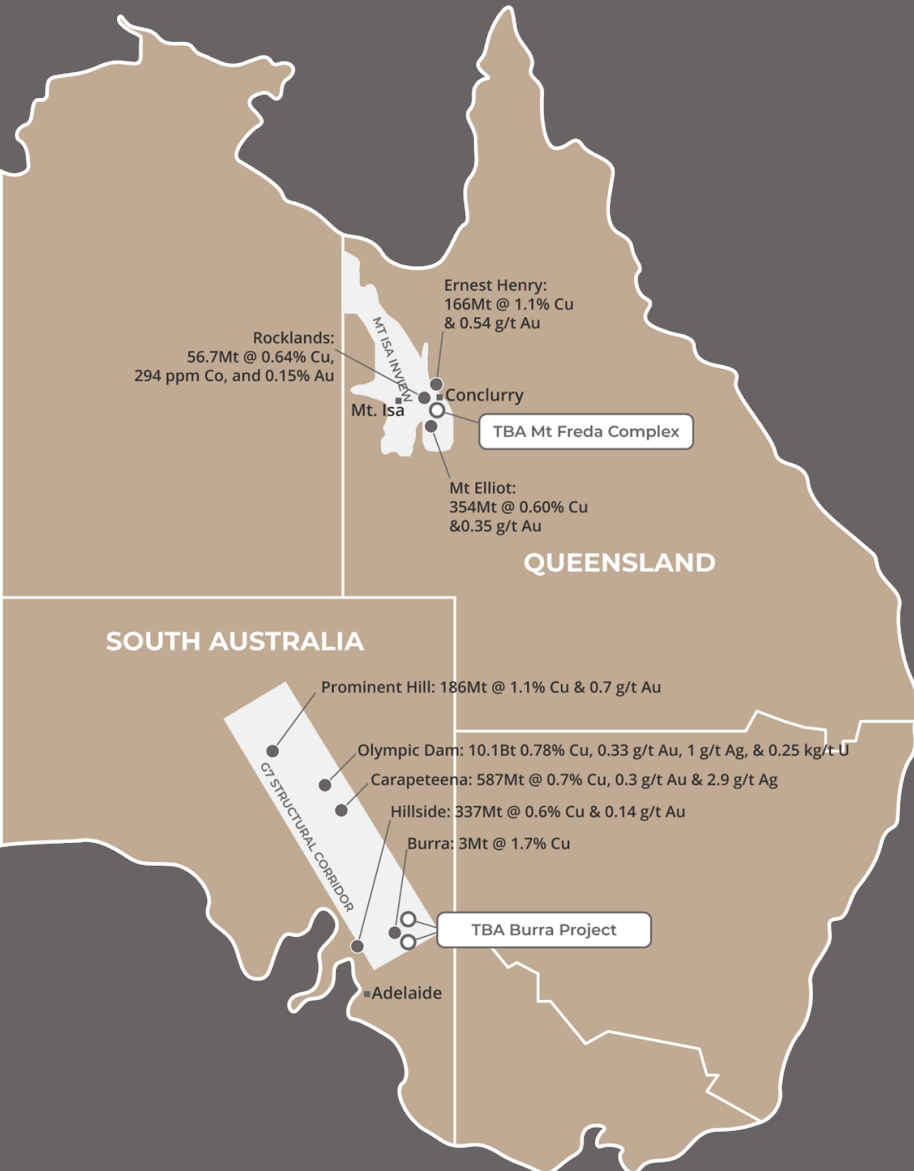 Ernest Henry:
166Mt @ 1.1% Cu
& 0.54 g/t Au
Rocklands:
56.7Mt @ 0.64% Cu,
294 ppm Co, and 0.15% Au
MT ISA INVIEW
Conclurry
Mt. Isa
TBA Mt Freda Complex
Mt Elliot:
354Mt @ 0.60% Cu
&0.35 g/t Au
QUEENSLAND
SOUTH AUSTRALIA
Prominent Hill: 186Mt @ 1.1% Cu & 0.7 g/t Au
Olympic Dam: 10.1Bt 0.78% Cu, 0.33 g/t Au, 1 g/t Ag, & 0.25 kg/t U
Carapeteena: 587Mt @ 0.7% Cu, 0.3 g/t Au & 2.9 g/t Ag
Hillside: 337Mt @ 0.6% Cu & 0.14 g/t Au
Burra: 3Mt @ 1.7% Cu
G7 STRUCTURAL CORRIDOR
TBA Burra Project
Adelaide